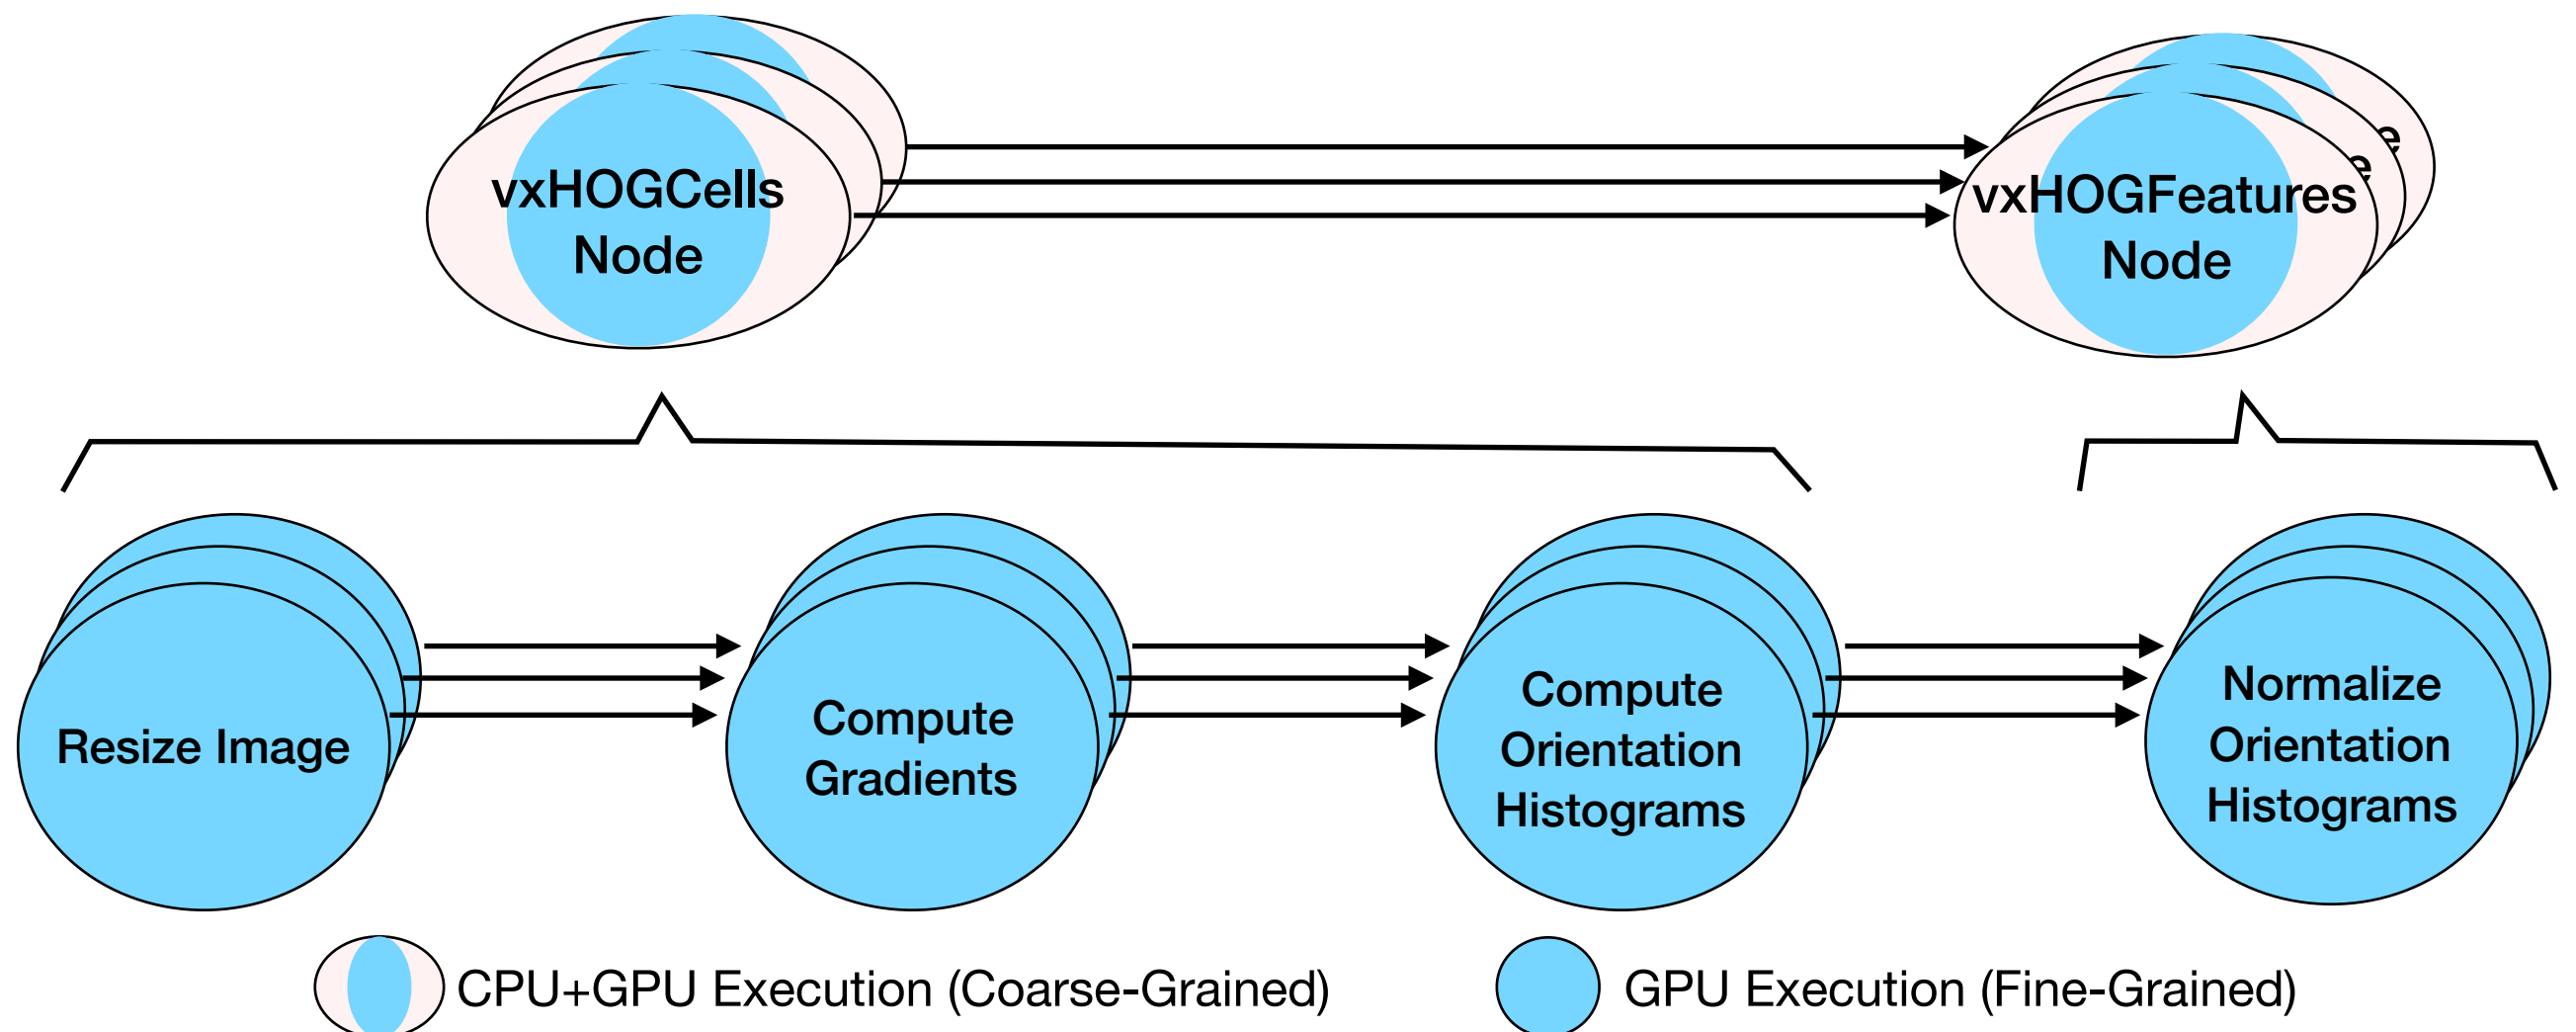 vxHOGCells
Node
vxHOGFeatures
Node
e
e
Resize Image
Compute
Gradients
Compute
Orientation
Histograms
Normalize
Orientation
Histograms
CPU+GPU Execution (Coarse-Grained)
GPU Execution (Fine-Grained)